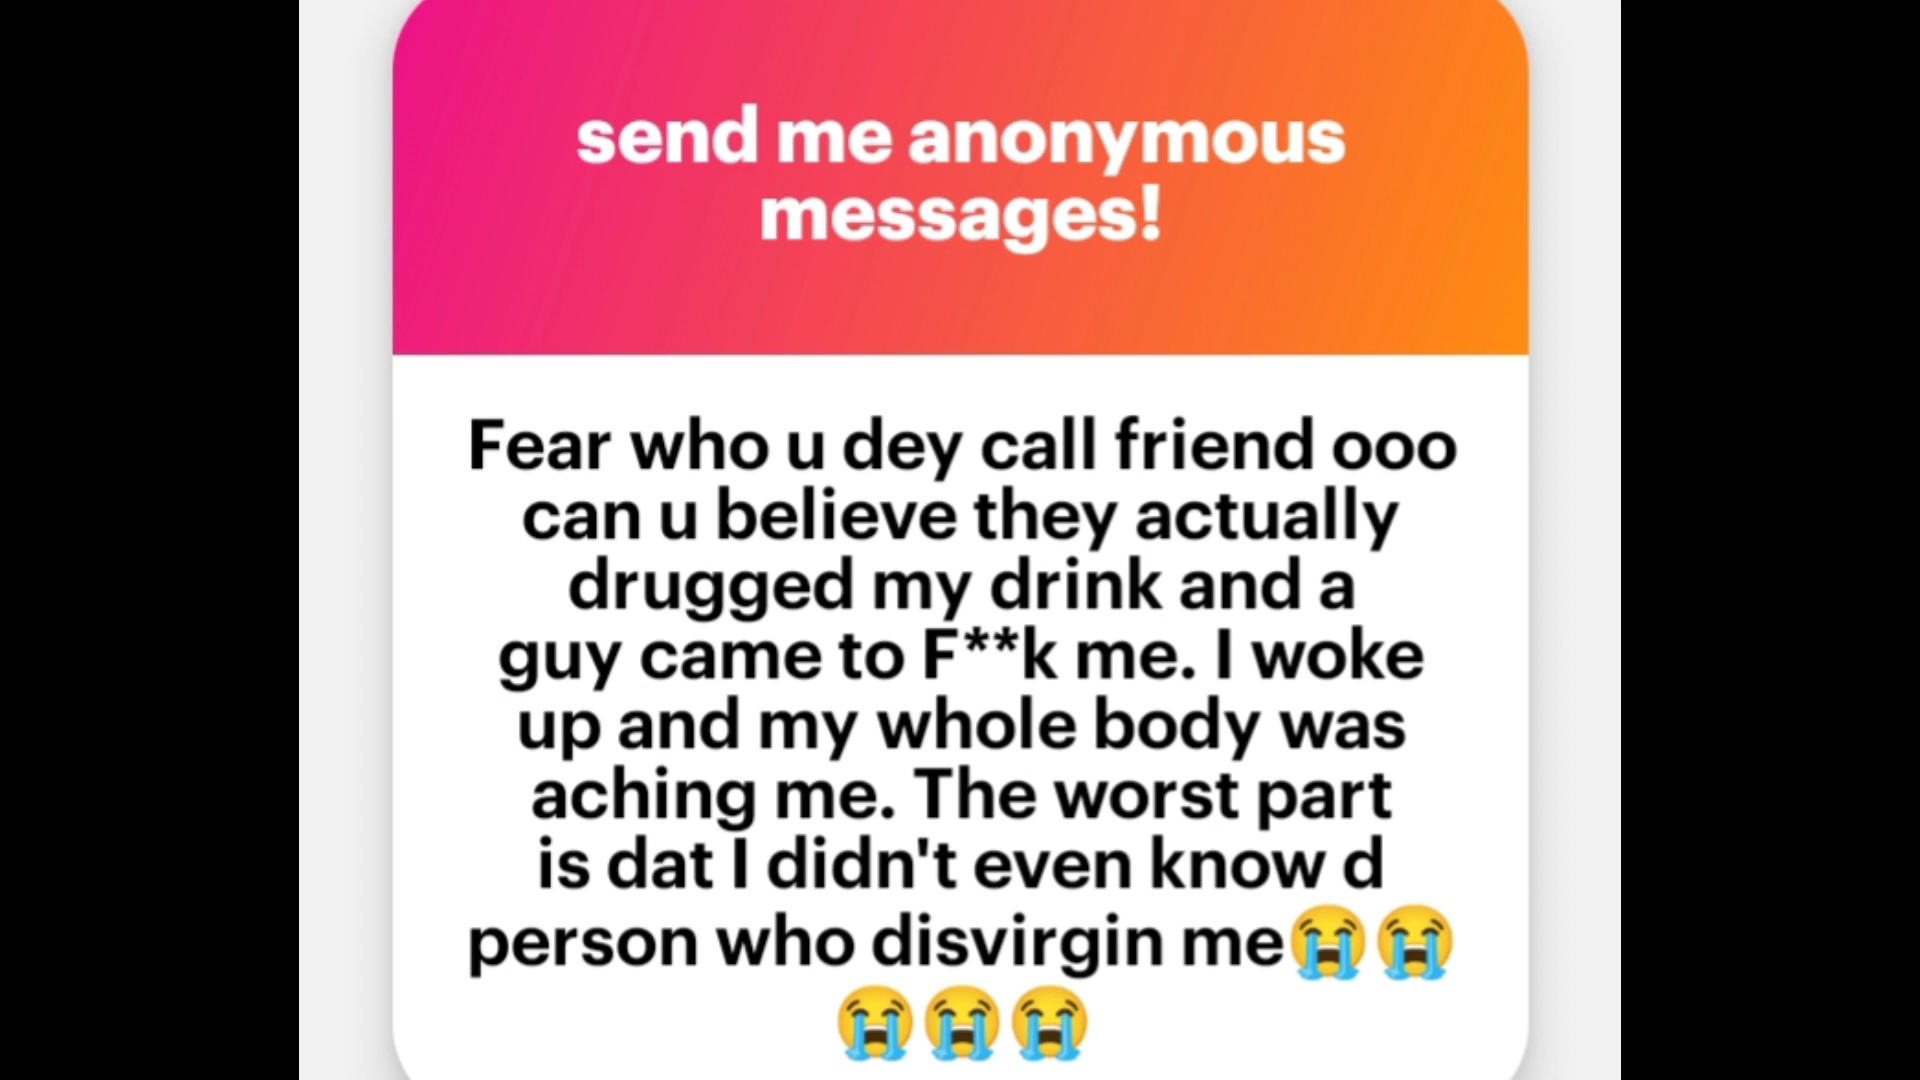 send me anonymous
messages!
Fear who u dey call friend ooo
can u believe they actually
drugged my drink and a
guy came to F**k me. I woke
up and my whole body was
aching me. The worst part
is dat I didn't even know d
person who disvirgin me😭😭
😭😭😭